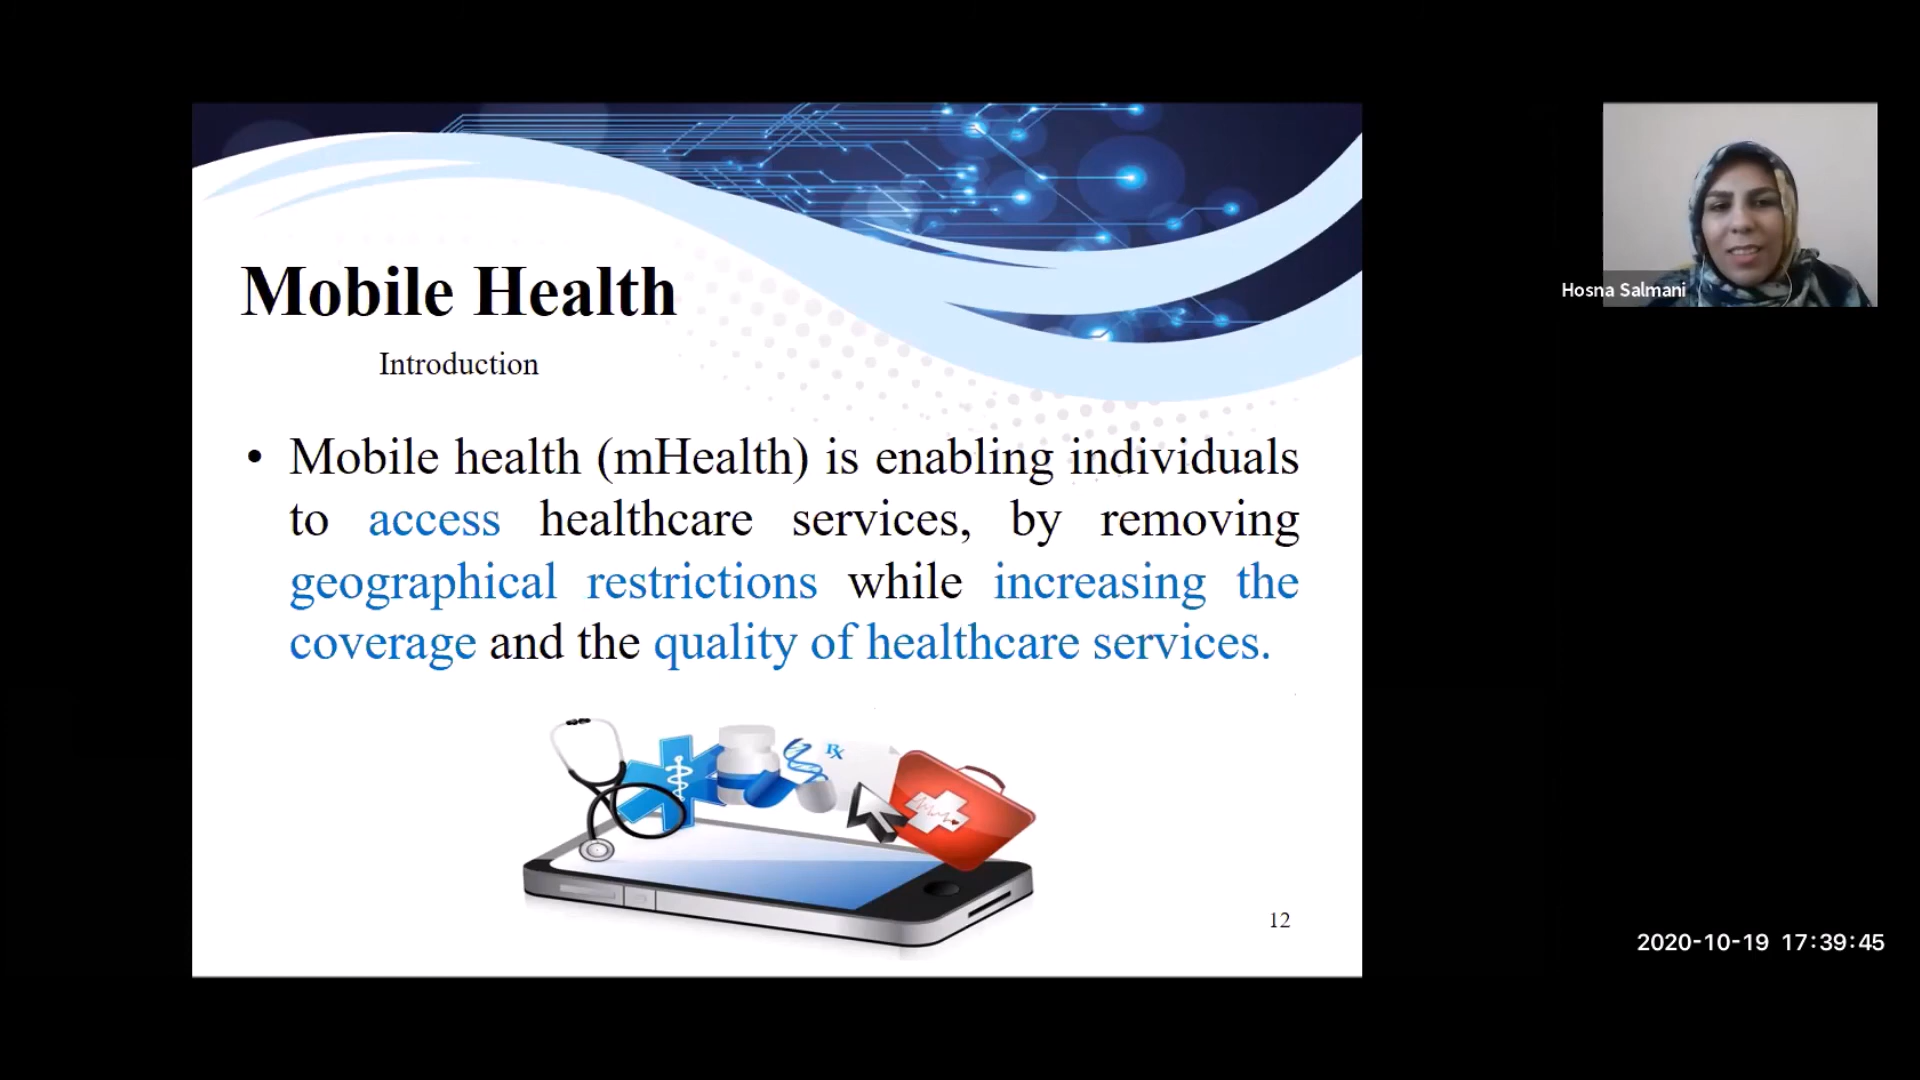 Mobile Health
Introduction
• Mobile health (mHealth) is enabling individuals
to access healthcare services, by removing
geographical restrictions while increasing the
coverage and the quality of healthcare services.
Rx
12
Hosna Salmani
2020-10-19 17:39:45